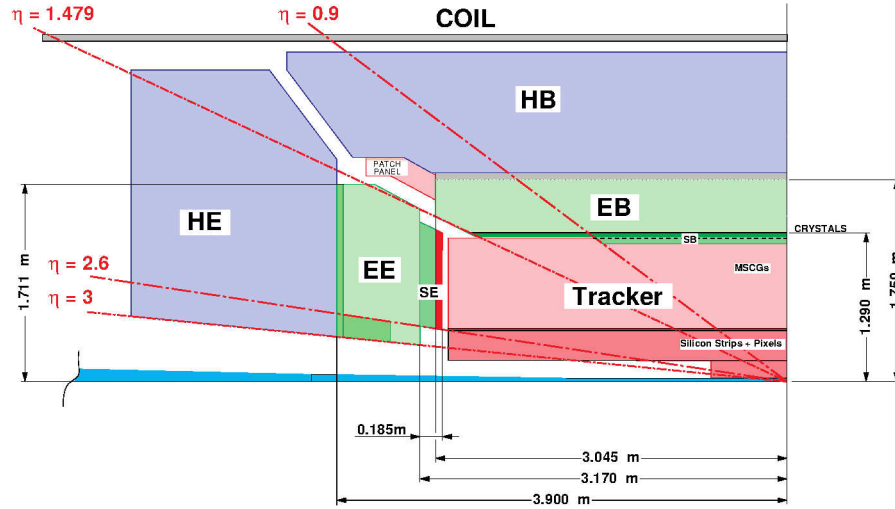 η = 1.479
η = 0.9
COIL
HB
PATCH
PANEL
HE
EB
CRYSTALS
SB
EE
η = 2.6
η = 3
SE
MSCGs
Tracker
1.711 m
1.290 m
Silicon Strips + Pixels
0.185m
3.045 m
3.170 m
3.900 m